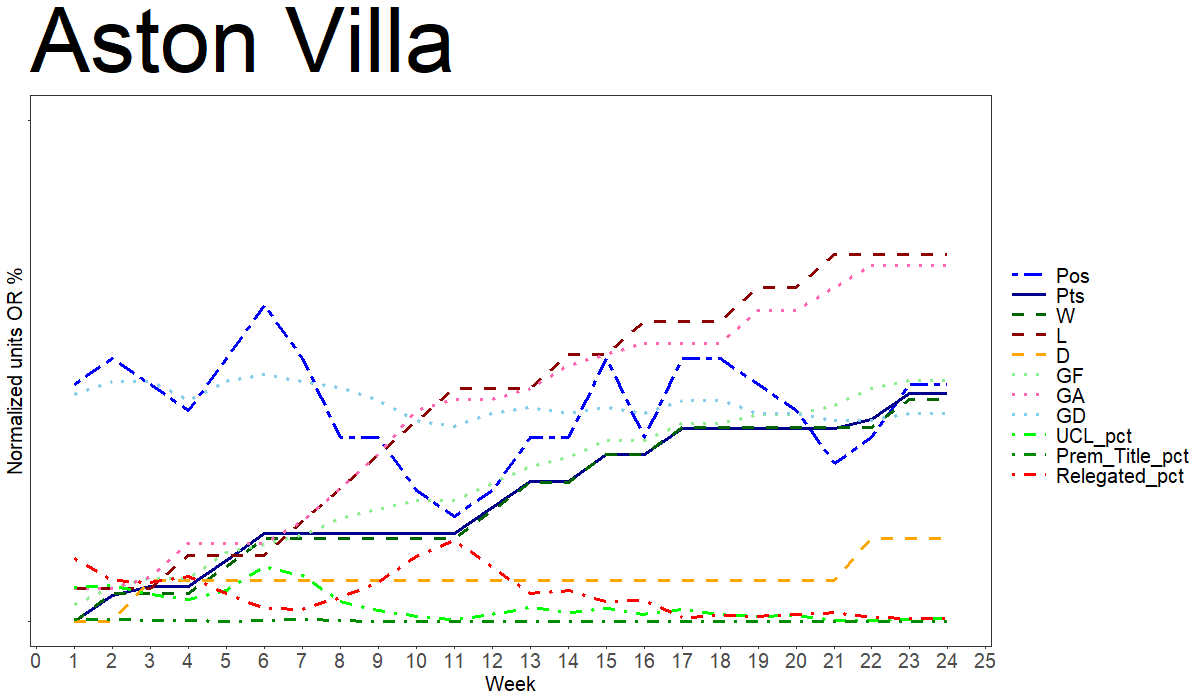 Aston Villa
Normalized units OR %
Pos
Pts
W
L
D
GF
GA
GD
UCL_pct
Prem_Title_pct
Relegated_pct
0 1 2 3 4 5 6 7 8 9 10 11 12 13 14 15 16 17 18 19 20 21 22 23 24 25
Week